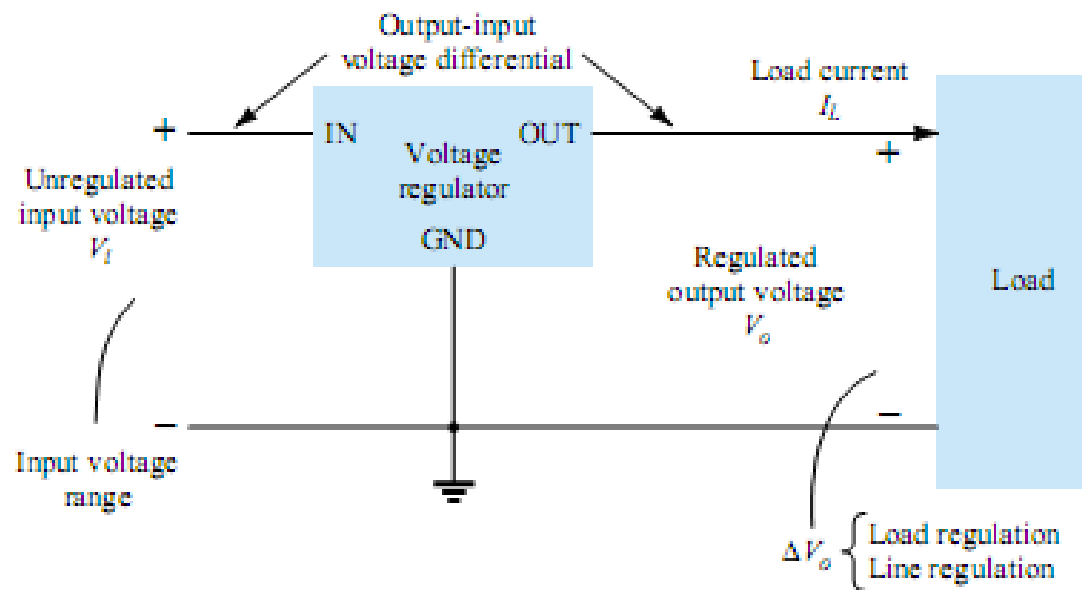 Output-input
voltage differential
Load current
I_L
+
IN
OUT
+
Voltage
regulator
Unregulated
input voltage
V_i
GND
Regulated
output voltage
V_o
Load
−
−
Input voltage
range
ΔV_o { Load regulation
Line regulation